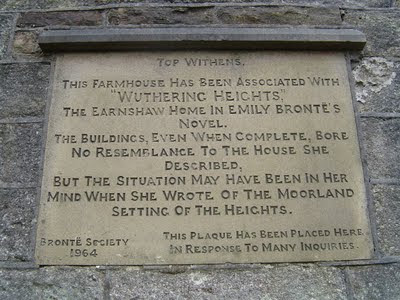 Top Withens.
This Farmhouse Has Been Associated With
"Wuthering Heights,"
The Earnshaw Home In Emily Brontë's
Novel.
The Buildings, Even When Complete, Bore
No Resemblance To The House She
Described,
But The Situation May Have Been In Her
Mind When She Wrote Of The Moorland
Setting Of The Heights.
Brontë Society
1964
This Plaque Has Been Placed Here
In Response To Many Inquiries.